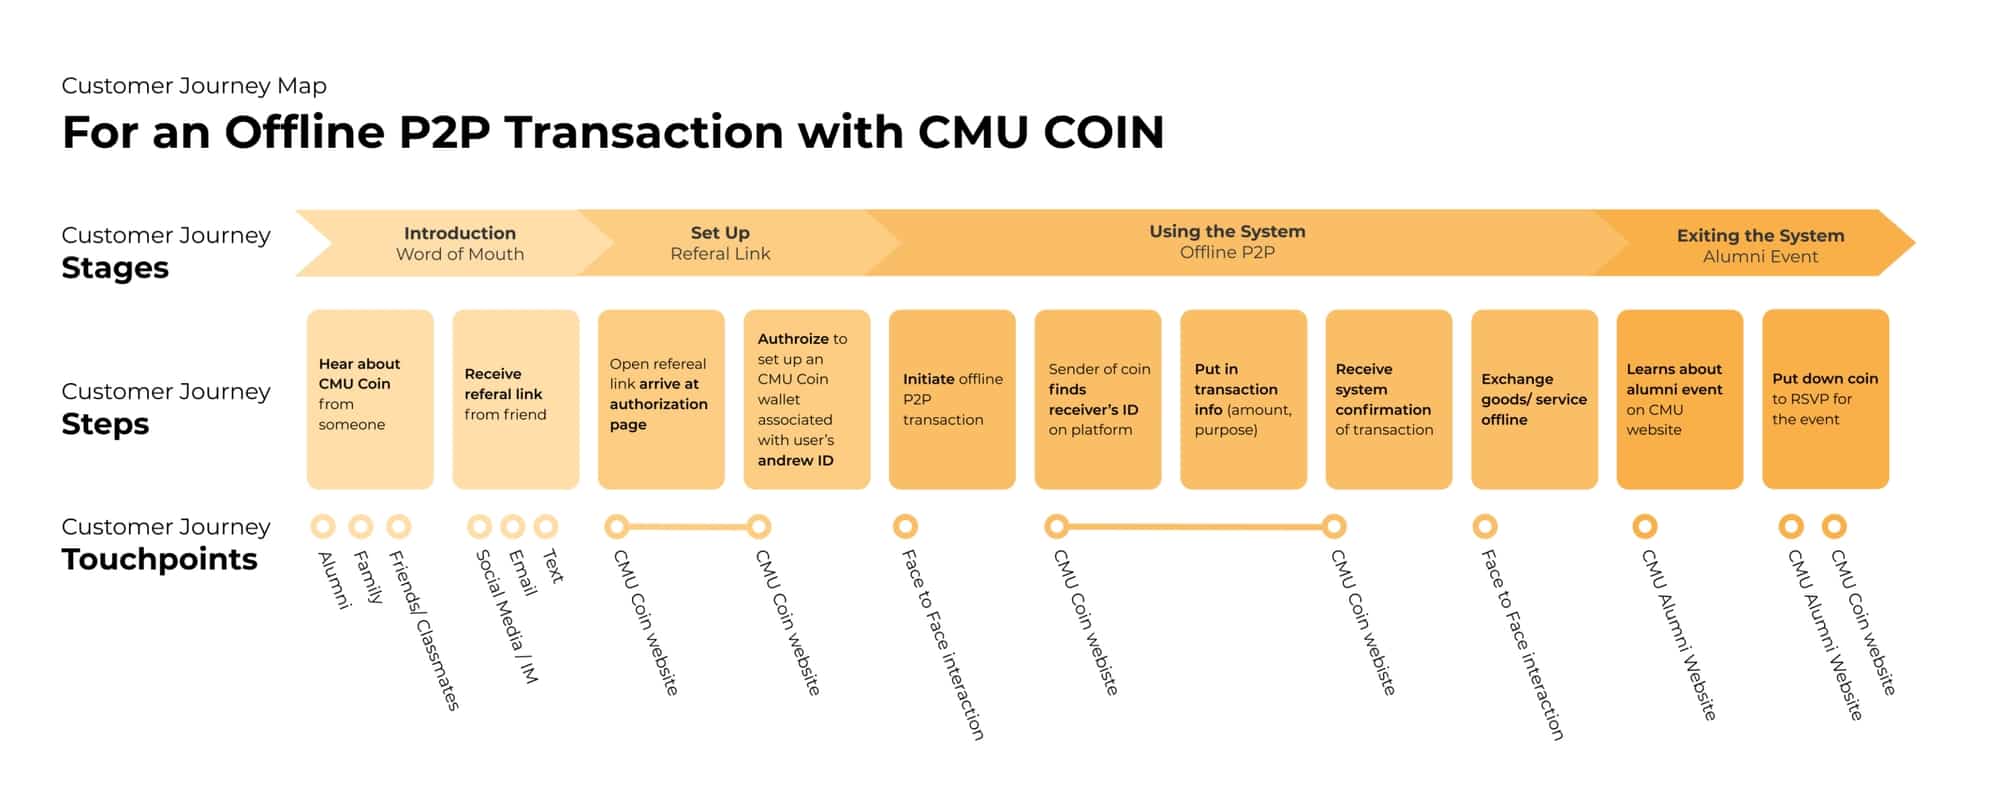 Customer Journey Map
For an Offline P2P Transaction with CMU COIN
Customer Journey
Stages
Introduction
Word of Mouth
Set Up
Referal Link
Using the System
Offline P2P
Exiting the System
Alumni Event
Customer Journey
Steps
Hear about
CMU Coin
from
someone
Receive
referal link
from friend
Open refereal
link arrive at
authorization
page
Authroize to
set up an
CMU Coin
wallet
associated
with user's
andrew ID
Initiate offline
P2P
transaction
Sender of coin
finds
receiver's ID
on platform
Put in
transaction
info (amount,
purpose)
Receive
system
confirmation
of transaction
Exchange
goods/ service
offline
Learns about
alumni event
on CMU
website
Put down coin
to RSVP for
the event
Customer Journey
Touchpoints
Alumni
Family
Friends/ Classmates
Social Media / IM
Email
Text
CMU Coin website
CMU Coin website
Face to Face interaction
CMU Coin webiste
CMU Coin webiste
Face to Face interaction
CMU Alumni Website
CMU Alumni Website
CMU Coin website